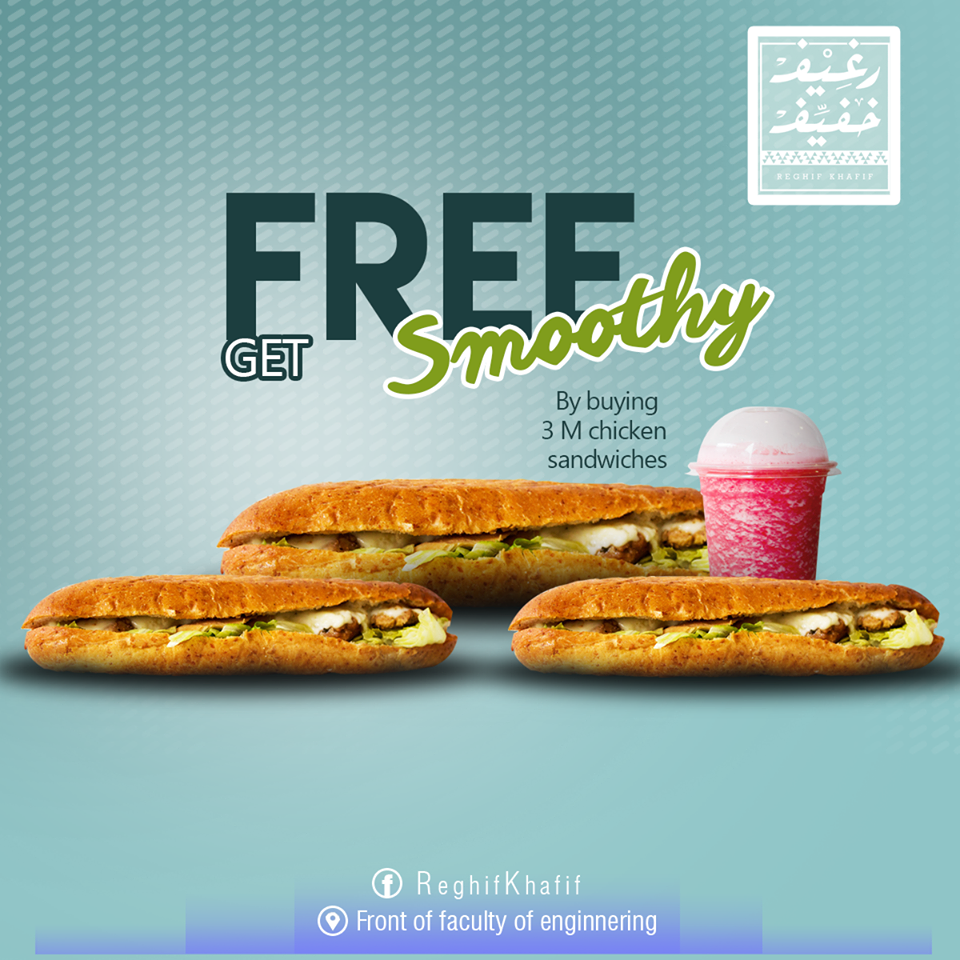 رغيف
خفيف
REGHIF KHAFIF
FREE
GET
Smoothy
By buying
3 M chicken
sandwiches
ReghifKhafif
Front of faculty of enginnering